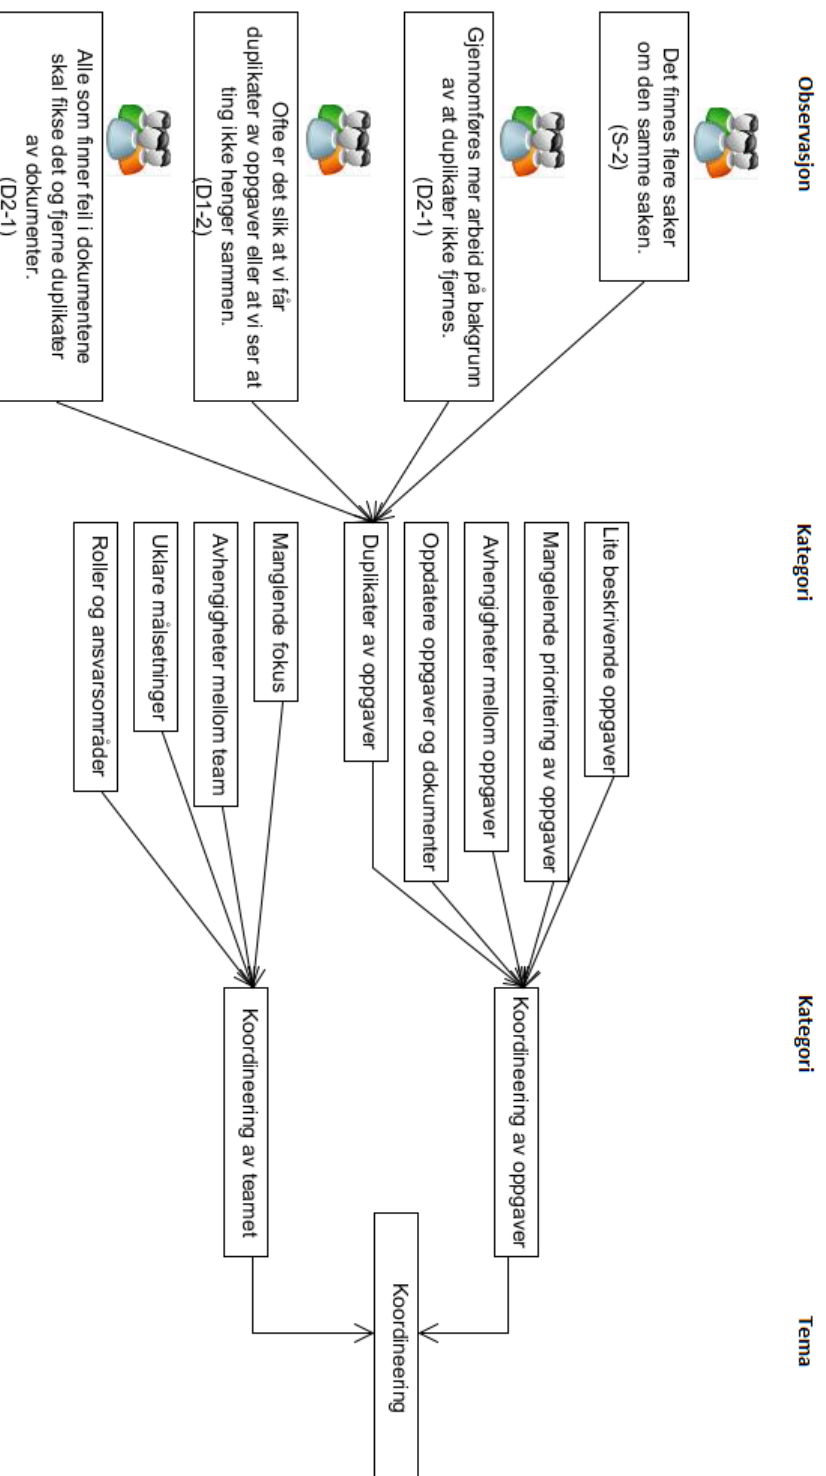 Observasjon
Kategori
Kategori
Tema
Det finnes flere saker
om den samme saken.
(S-2)
Gjennomføres mer arbeid på bakgrunn
av at duplikater ikke fjernes.
(D2-1)
Ofte er det slik at vi får
duplikater av oppgaver eller at vi ser at
ting ikke henger sammen.
(D1-2)
Alle som finner feil i dokumentene
skal fikse det og fjerne duplikater
av dokumenter.
(D2-1)
Lite beskrivende oppgaver
Mangelende prioritering av oppgaver
Avhengigheter mellom oppgaver
Oppdatere oppgaver og dokumenter
Duplikater av oppgaver
Manglende fokus
Avhengigheter mellom team
Uklare målsetninger
Roller og ansvarsområder
Koordineering av oppgaver
Koordineering av teamet
Koordineering